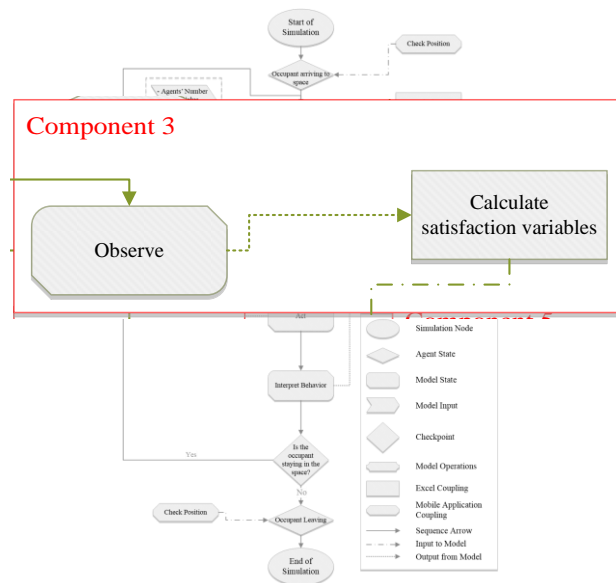 Start of
Simulation
Check Position
Occupant arriving to
space
- Agents' Number
Component 3
Observe
Calculate
satisfaction variables
Component 5
Act
Interpret Behavior
Yes
Is the
occupant
staying in the
space?
No
Check Position
Occupant Leaving
End of
Simulation
Simulation Node
Agent State
Model State
Model Input
Checkpoint
Model Operations
Excel Coupling
Mobile Application
Coupling
Sequence Arrow
Input to Model
Output from Model